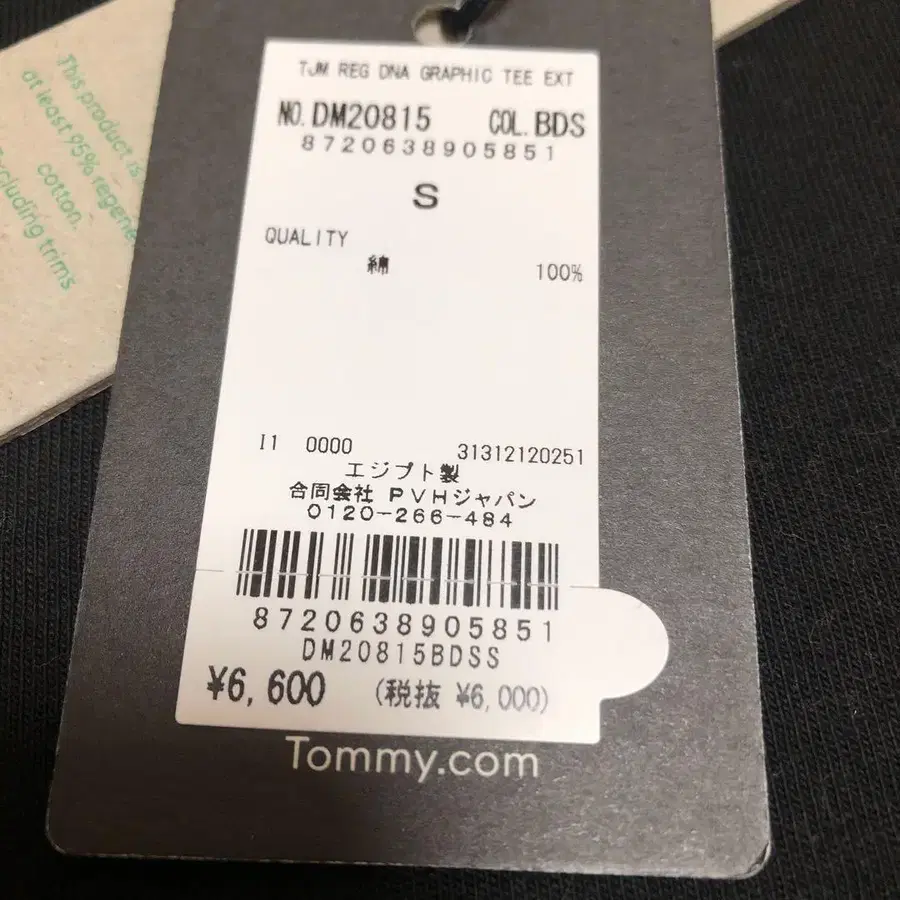 This product is
at least 95% regene
cotton.
cluding trims
TJM REG DNA GRAPHIC TEE EXT
NO.DM20815 COL.BDS
8720638905851
S
QUALITY
綿 100%
I1 0000 31312120251
エジプト製
合同会社 PVHジャパン
0120-266-484
8720638905851
DM20815BDSS
¥6,600 (税抜 ¥6,000)
Tommy.com